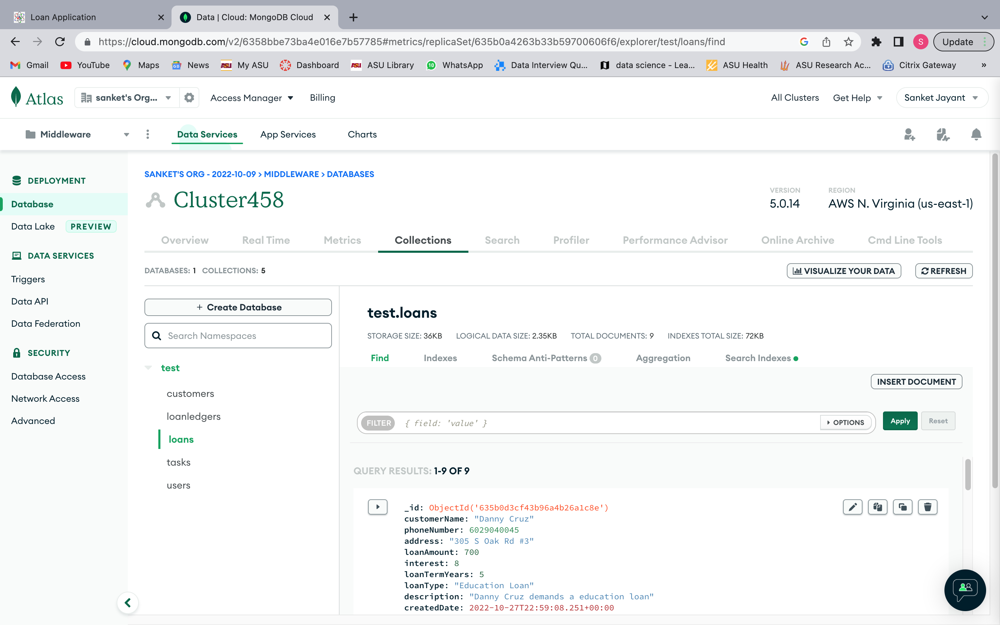 Loan Application
Data | Cloud: MongoDB Cloud
https://cloud.mongodb.com/v2/6358bbe73ba4e016e7b57785#metrics/replicaSet/635b0a4263b33b59700606f6/explorer/test/loans/find
S
Update
Gmail
YouTube
Maps
News
My ASU
Dashboard
ASU Library
10 WhatsApp
Data Interview Qu...
data science - Lea...
ASU Health
ASU Research Ac...
Citrix Gateway
»
Atlas
sanket's Org...
Access Manager
Billing
All Clusters
Get Help
Sanket Jayant
Middleware
Data Services
App Services
Charts
DEPLOYMENT
Database
Data Lake PREVIEW
DATA SERVICES
Triggers
Data API
Data Federation
SECURITY
Database Access
Network Access
Advanced
SANKET'S ORG - 2022-10-09 > MIDDLEWARE > DATABASES
Cluster458
VERSION
5.0.14
REGION
AWS N. Virginia (us-east-1)
Overview
Real Time
Metrics
Collections
Search
Profiler
Performance Advisor
Online Archive
Cmd Line Tools
DATABASES: 1 COLLECTIONS: 5
VISUALIZE YOUR DATA
REFRESH
+ Create Database
Search Namespaces
test
customers
loanledgers
loans
tasks
users
test.loans
STORAGE SIZE: 36KB LOGICAL DATA SIZE: 2.35KB TOTAL DOCUMENTS: 9 INDEXES TOTAL SIZE: 72KB
Find
Indexes
Schema Anti-Patterns 0
Aggregation
Search Indexes
INSERT DOCUMENT
FILTER { field: 'value' }
OPTIONS
Apply
Reset
QUERY RESULTS: 1-9 OF 9
_id: ObjectId('635b0d3cf43b96a4b26a1c8e')
customerName: "Danny Cruz"
phoneNumber: 6029040045
address: "305 S Oak Rd #3"
loanAmount: 700
interest: 8
loanTermYears: 5
loanType: "Education Loan"
description: "Danny Cruz demands a education loan"
createdDate: 2022-10-27T22:59:08.251+00:00